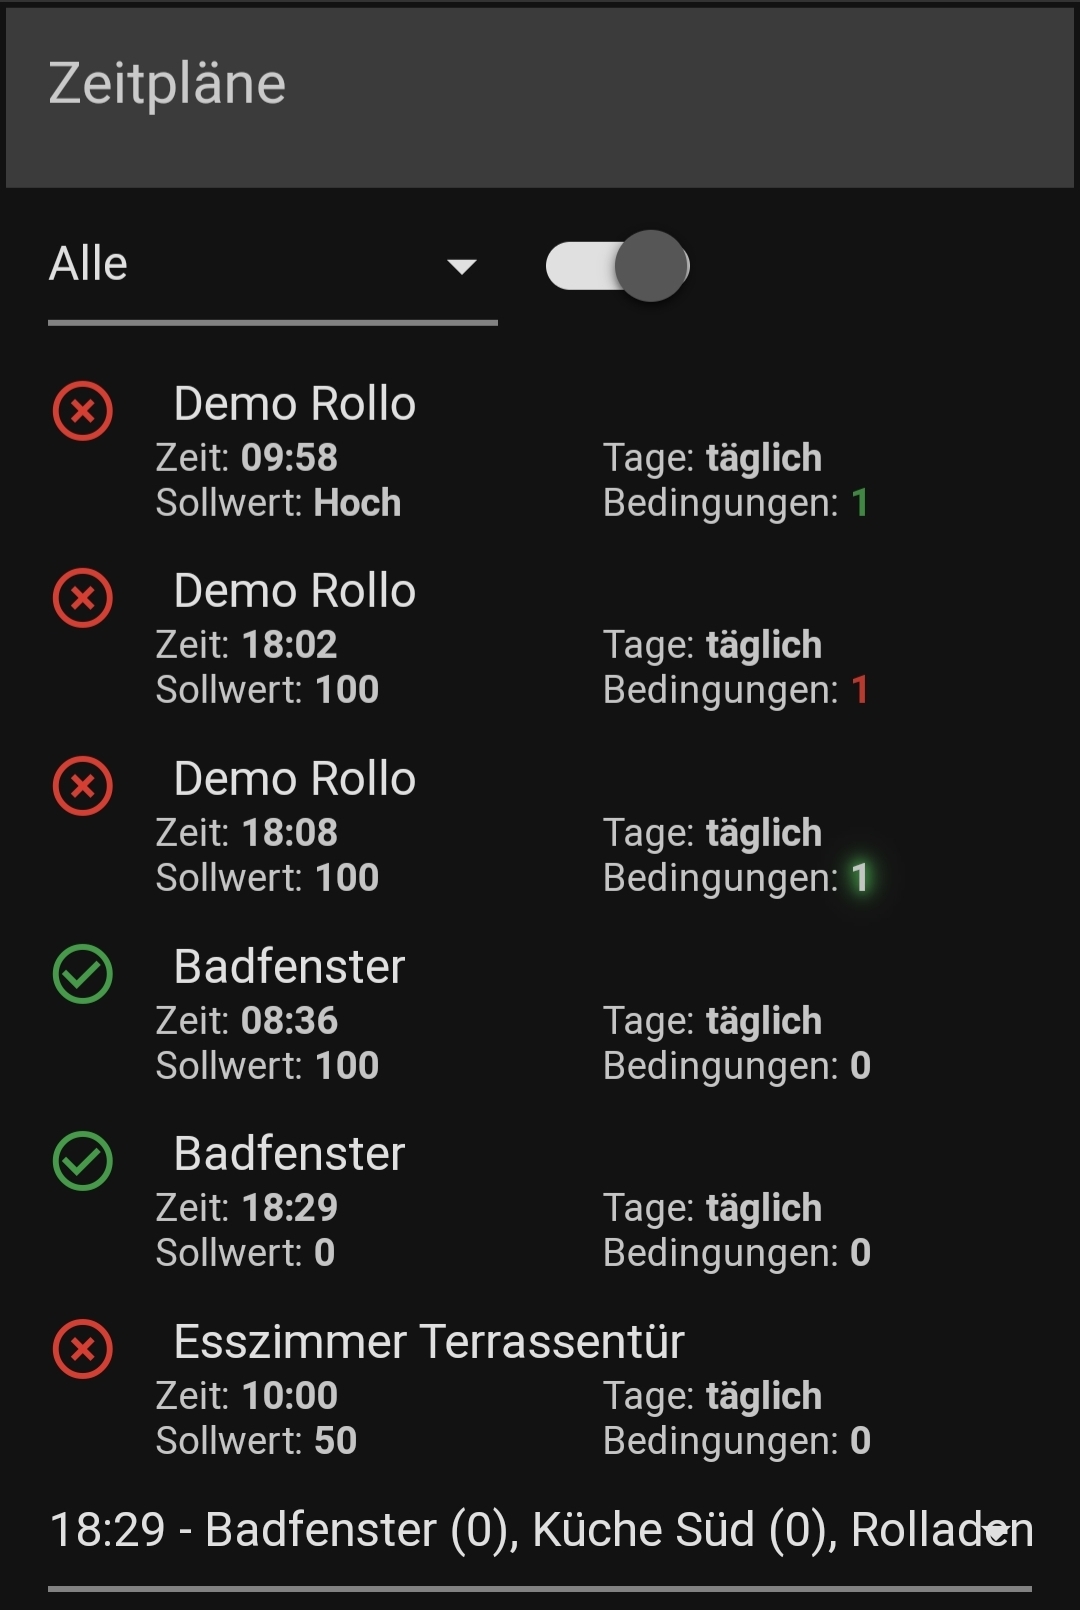 Zeitpläne
Alle
Demo Rollo
Zeit: 09:58 Tage: täglich
Sollwert: Hoch Bedingungen: 1
Demo Rollo
Zeit: 18:02 Tage: täglich
Sollwert: 100 Bedingungen: 1
Demo Rollo
Zeit: 18:08 Tage: täglich
Sollwert: 100 Bedingungen: 1
Badfenster
Zeit: 08:36 Tage: täglich
Sollwert: 100 Bedingungen: 0
Badfenster
Zeit: 18:29 Tage: täglich
Sollwert: 0 Bedingungen: 0
Esszimmer Terrassentür
Zeit: 10:00 Tage: täglich
Sollwert: 50 Bedingungen: 0
18:29 - Badfenster (0), Küche Süd (0), Rolladen